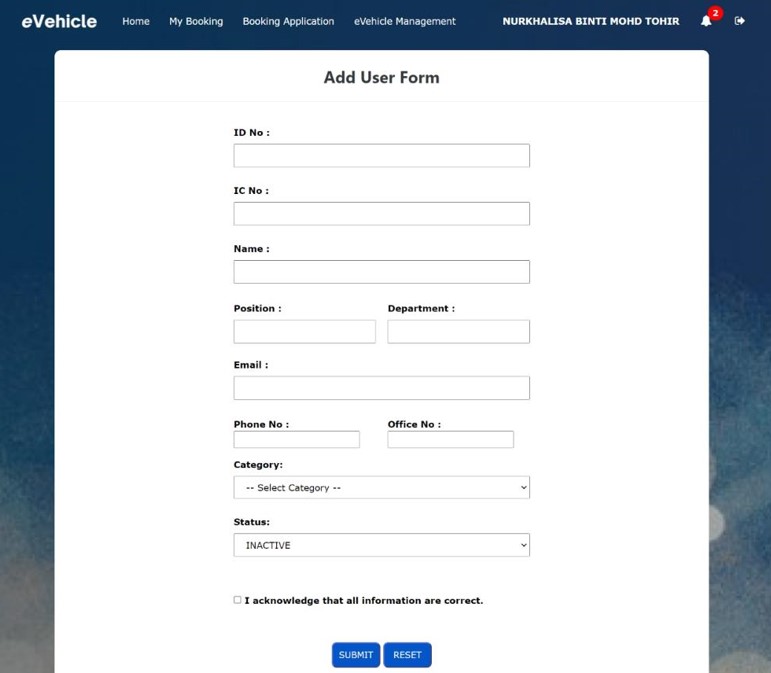 eVehicle Home My Booking Booking Application eVehicle Management NURKHALISA BINTI MOHD TOHIR 2
Add User Form
ID No :
IC No :
Name :
Position : Department :
Email :
Phone No : Office No :
Category:
-- Select Category --
Status:
INACTIVE
I acknowledge that all information are correct.
SUBMIT RESET